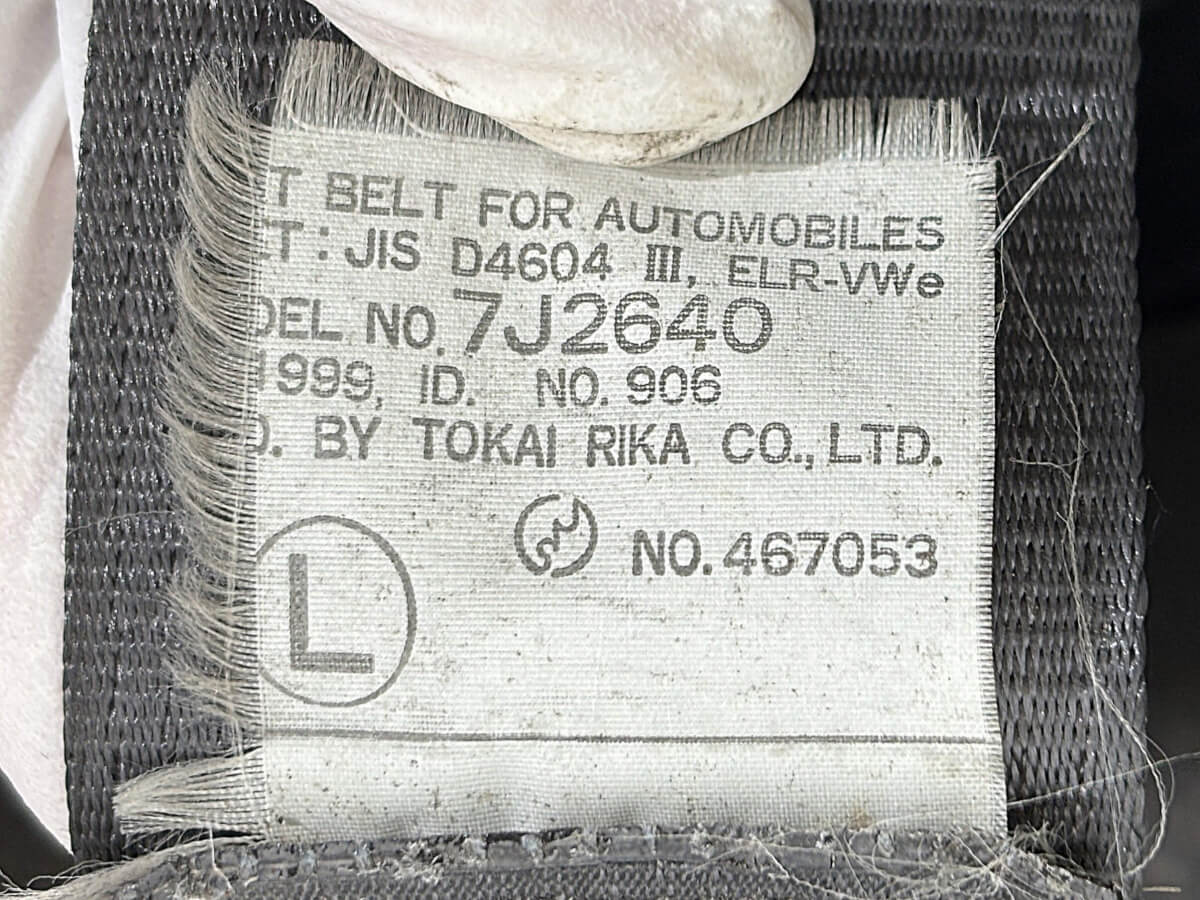 T BELT FOR AUTOMOBILES
T : JIS D4604 III, ELR-VWe
DEL NO. 7J2640
1999, ID. NO. 906
D. BY TOKAI RIKA CO., LTD.
NO. 467053
L